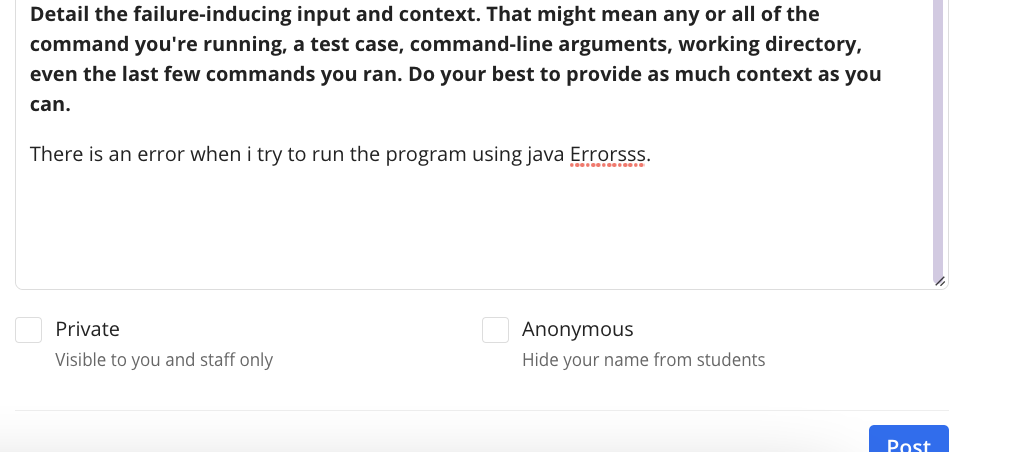 Detail the failure-inducing input and context. That might mean any or all of the
command you're running, a test case, command-line arguments, working directory,
even the last few commands you ran. Do your best to provide as much context as you
can.
There is an error when i try to run the program using java Errorsss.
Private
Visible to you and staff only
Anonymous
Hide your name from students
Post